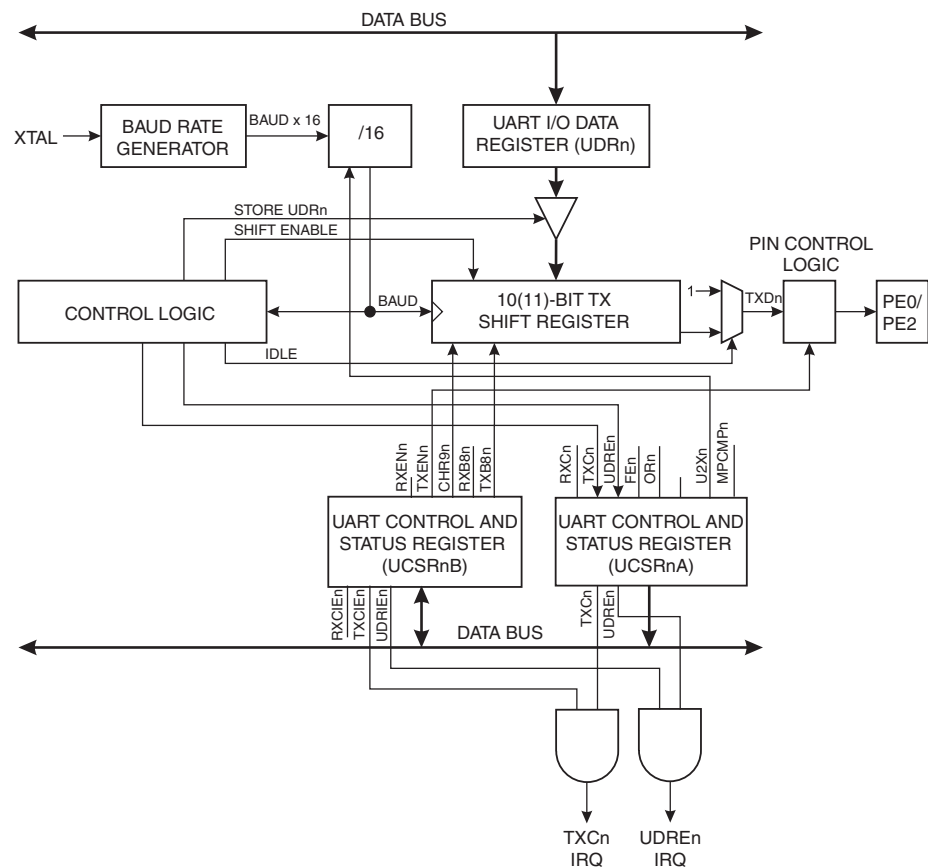 DATA BUS
XTAL
BAUD RATE
GENERATOR
BAUD x 16
/16
UART I/O DATA
REGISTER (UDRn)
STORE UDRn
SHIFT ENABLE
PIN CONTROL
LOGIC
CONTROL LOGIC
BAUD
10(11)-BIT TX
SHIFT REGISTER
1
TXDn
PE0/
PE2
IDLE
RXENn
TXENn
CHR9n
RXB8n
TXB8n
RXCn
TXCn
UDREn
FEn
ORn
U2Xn
MPCMPn
UART CONTROL AND
STATUS REGISTER
(UCSRnB)
UART CONTROL AND
STATUS REGISTER
(UCSRnA)
RXCIEn
TXCIEn
UDRIEn
TXCn
UDREn
DATA BUS
TXCn
IRQ
UDREn
IRQ